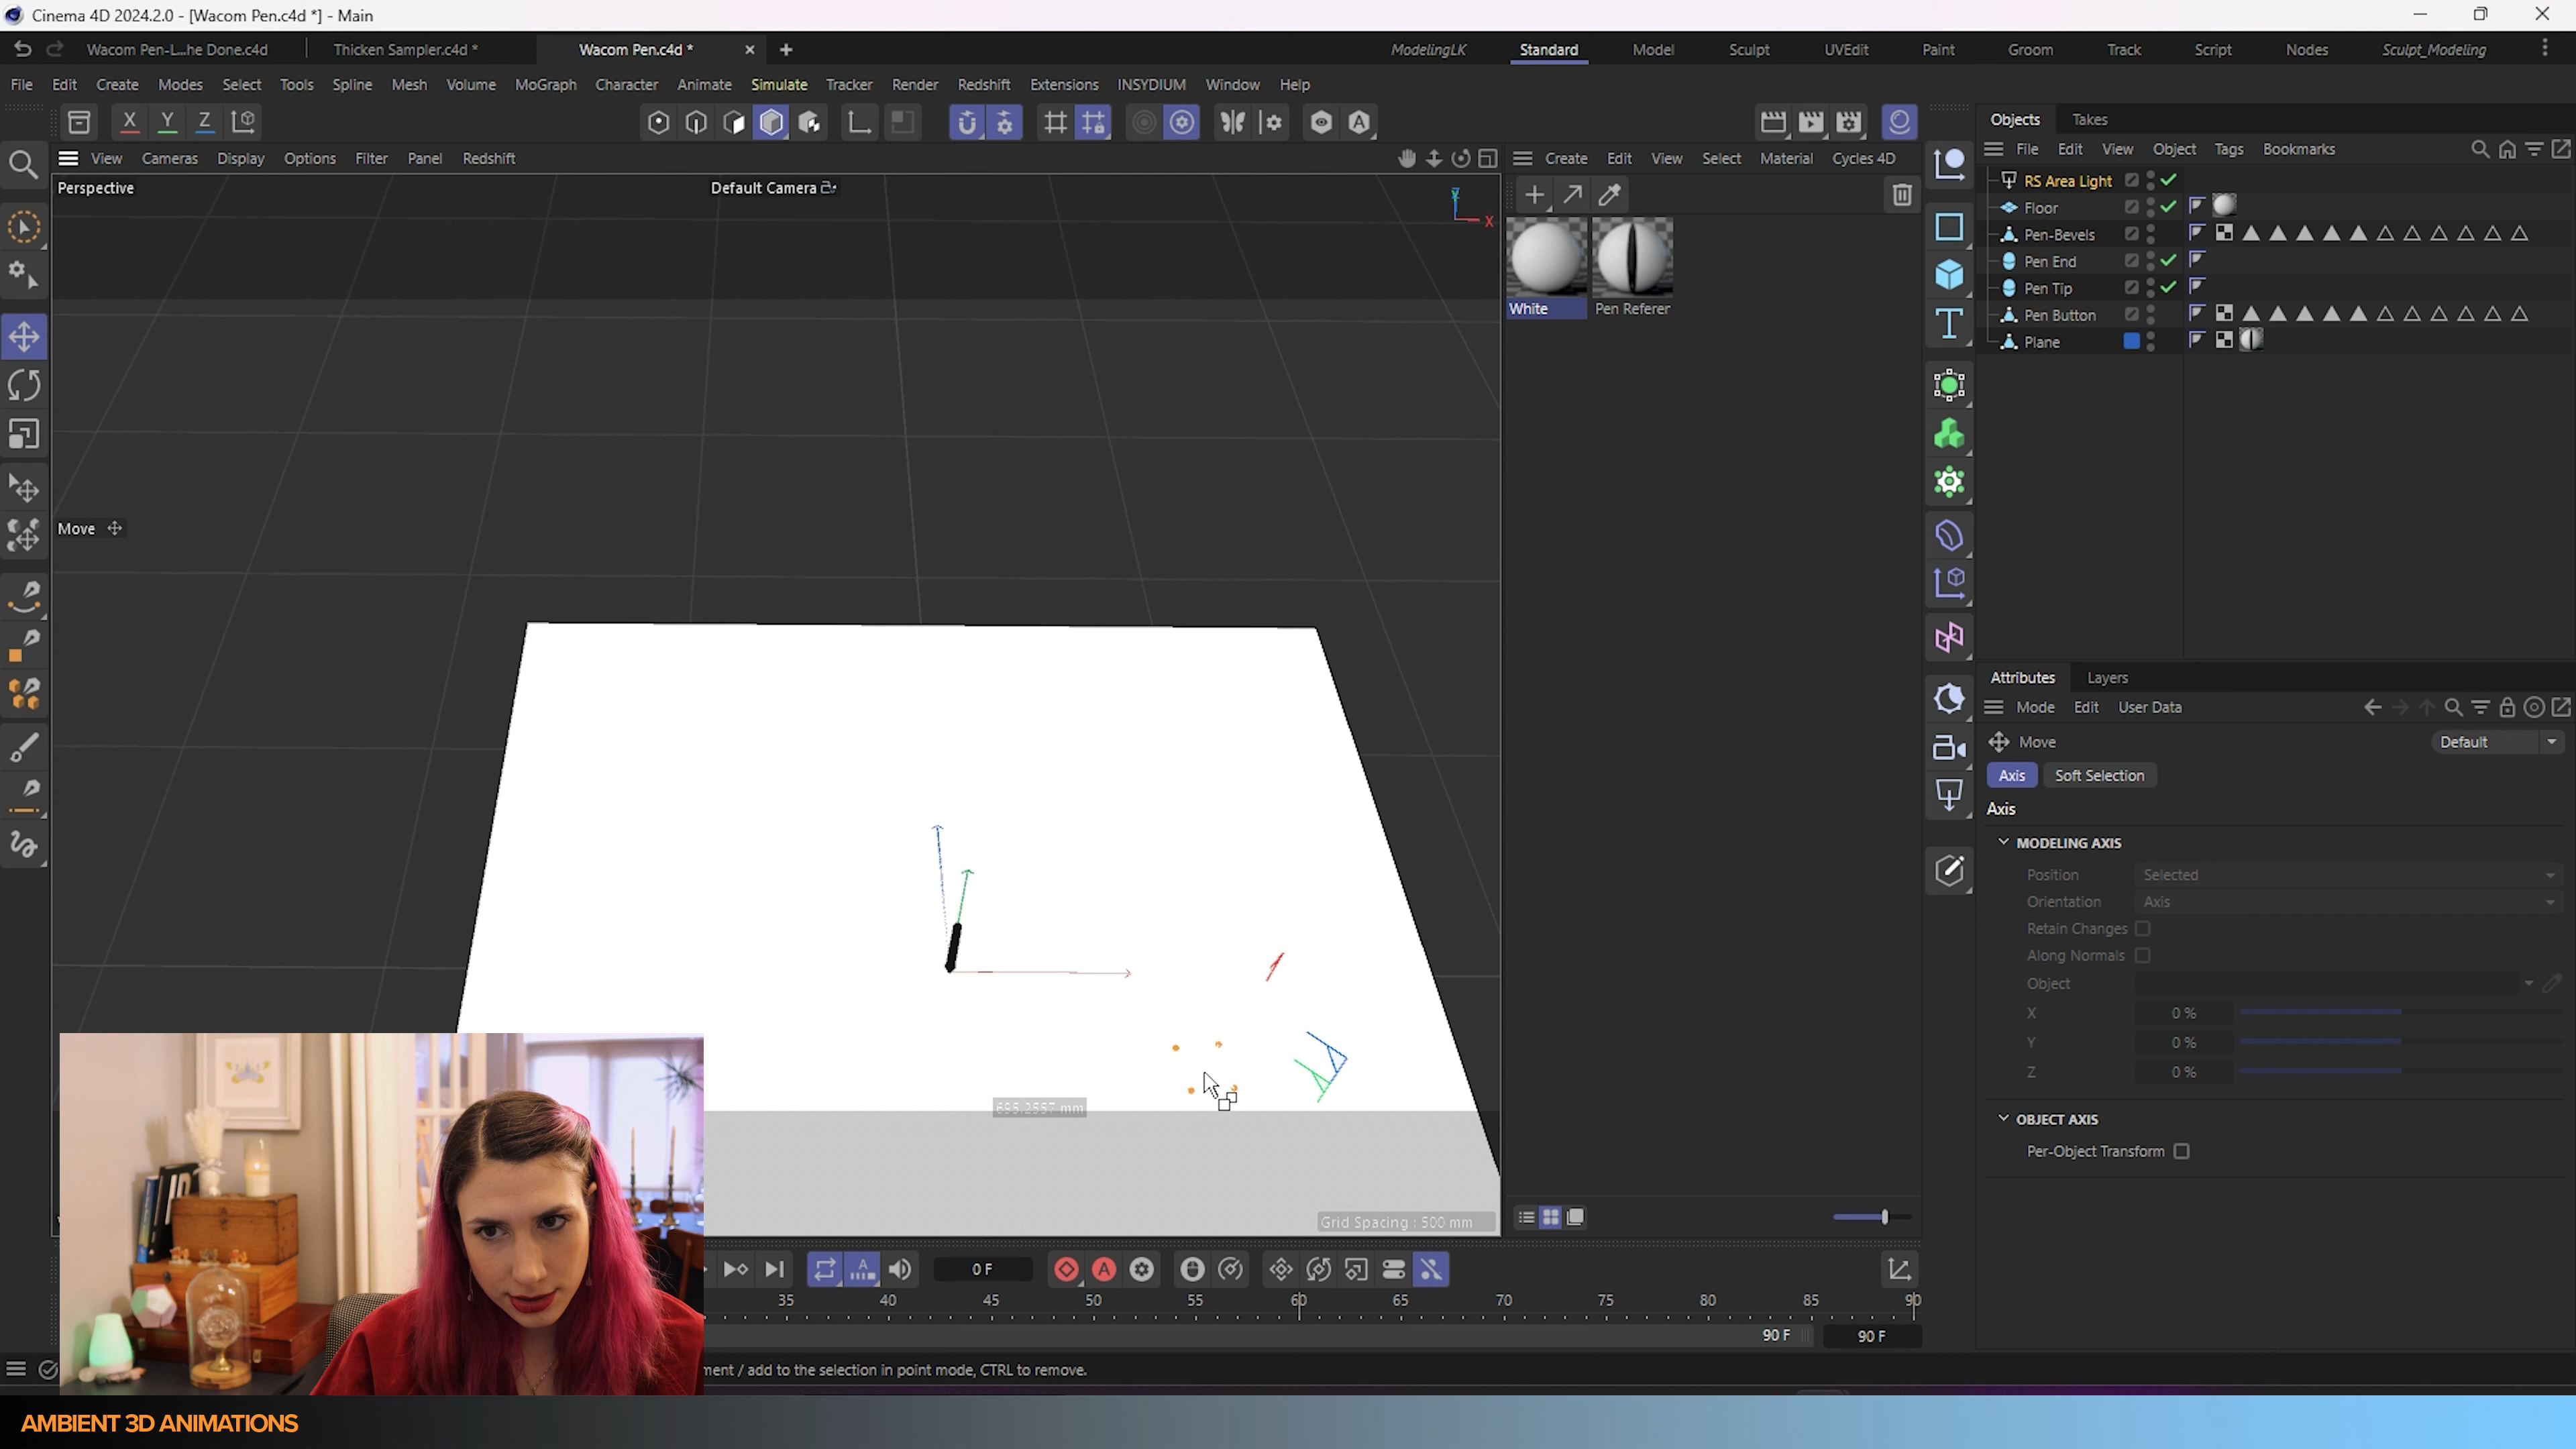 Cinema 4D 2024.2.0 - [Wacom Pen.c4d *] - Main
Wacom Pen-L...he Done.c4d
Thicken Sampler.c4d *
Wacom Pen.c4d *
ModelingLK
Standard
Model
Sculpt
UVEdit
Paint
Groom
Track
Script
Nodes
Sculpt_Modeling
File Edit Create Modes Select Tools Spline Mesh Volume MoGraph Character Animate Simulate Tracker Render Redshift Extensions INSYDIUM Window Help
X Y Z
Objects Takes
View Cameras Display Options Filter Panel Redshift
Create Edit View Select Material Cycles 4D
File Edit View Object Tags Bookmarks
Perspective
Default Camera
Y
X
RS Area Light
Floor
Pen-Bevels
Pen End
Pen Tip
Pen Button
Plane
White
Pen Referer
Move
Attributes Layers
Mode Edit User Data
Move
Default
Axis Soft Selection
Axis
MODELING AXIS
Position Selected
Orientation Axis
Retain Changes
Along Normals
Object
X 0 %
Y 0 %
Z 0 %
OBJECT AXIS
Per-Object Transform
Grid Spacing : 500 mm
0 F
35 40 45 50 55 60 65 70 75 80 85 90
90 F
90 F
ment / add to the selection in point mode, CTRL to remove.
AMBIENT 3D ANIMATIONS